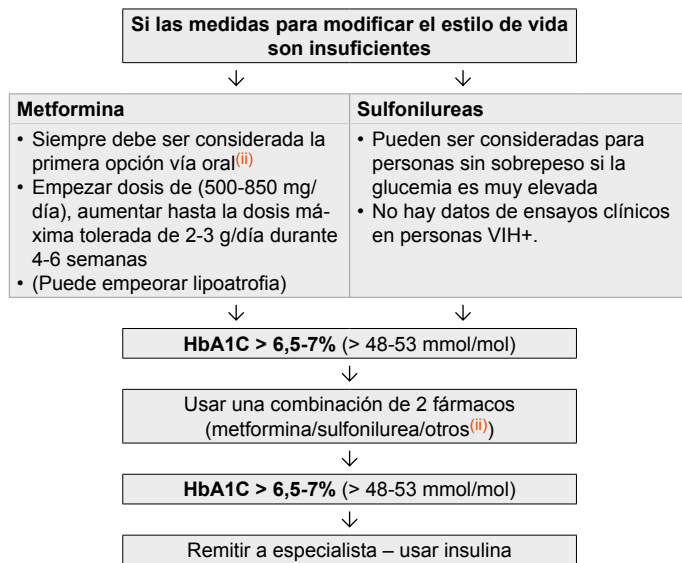 Si las medidas para modificar el estilo de vida
son insuficientes
Metformina
• Siempre debe ser considerada la
primera opción vía oral(ii)
• Empezar dosis de (500-850 mg/
día), aumentar hasta la dosis má-
xima tolerada de 2-3 g/día durante
4-6 semanas
• (Puede empeorar lipoatrofia)
Sulfonilureas
• Pueden ser consideradas para
personas sin sobrepeso si la
glucemia es muy elevada
• No hay datos de ensayos clínicos
en personas VIH+.
HbA1C > 6,5-7% (> 48-53 mmol/mol)
Usar una combinación de 2 fármacos
(metformina/sulfonilurea/otros(ii))
HbA1C > 6,5-7% (> 48-53 mmol/mol)
Remitir a especialista – usar insulina